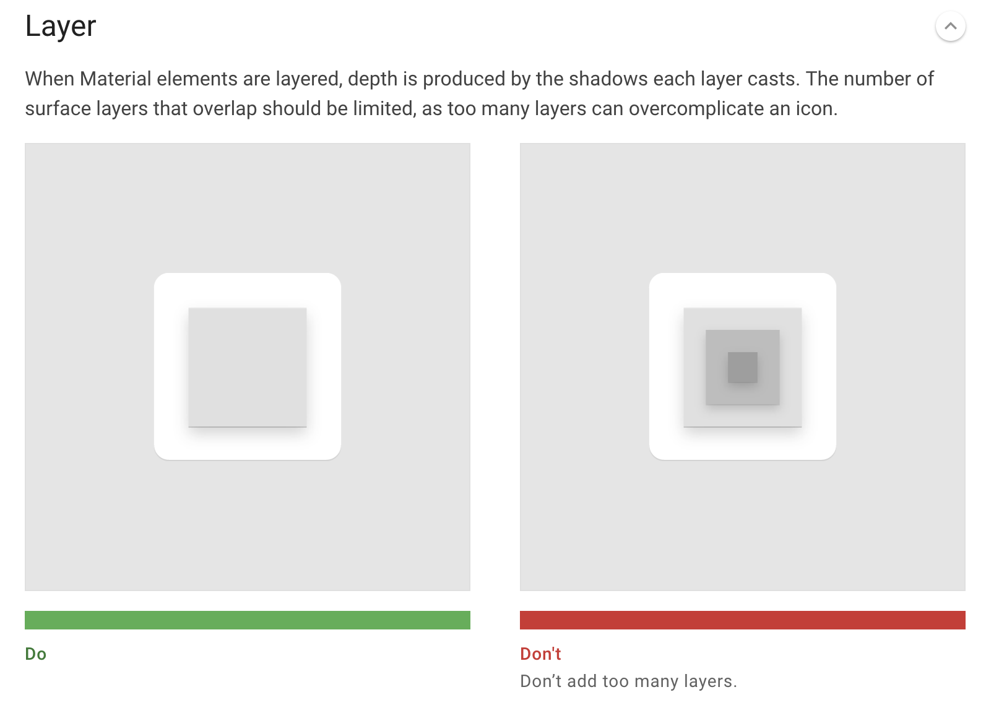 Layer
When Material elements are layered, depth is produced by the shadows each layer casts. The number of
surface layers that overlap should be limited, as too many layers can overcomplicate an icon.
Do
Don't
Don’t add too many layers.